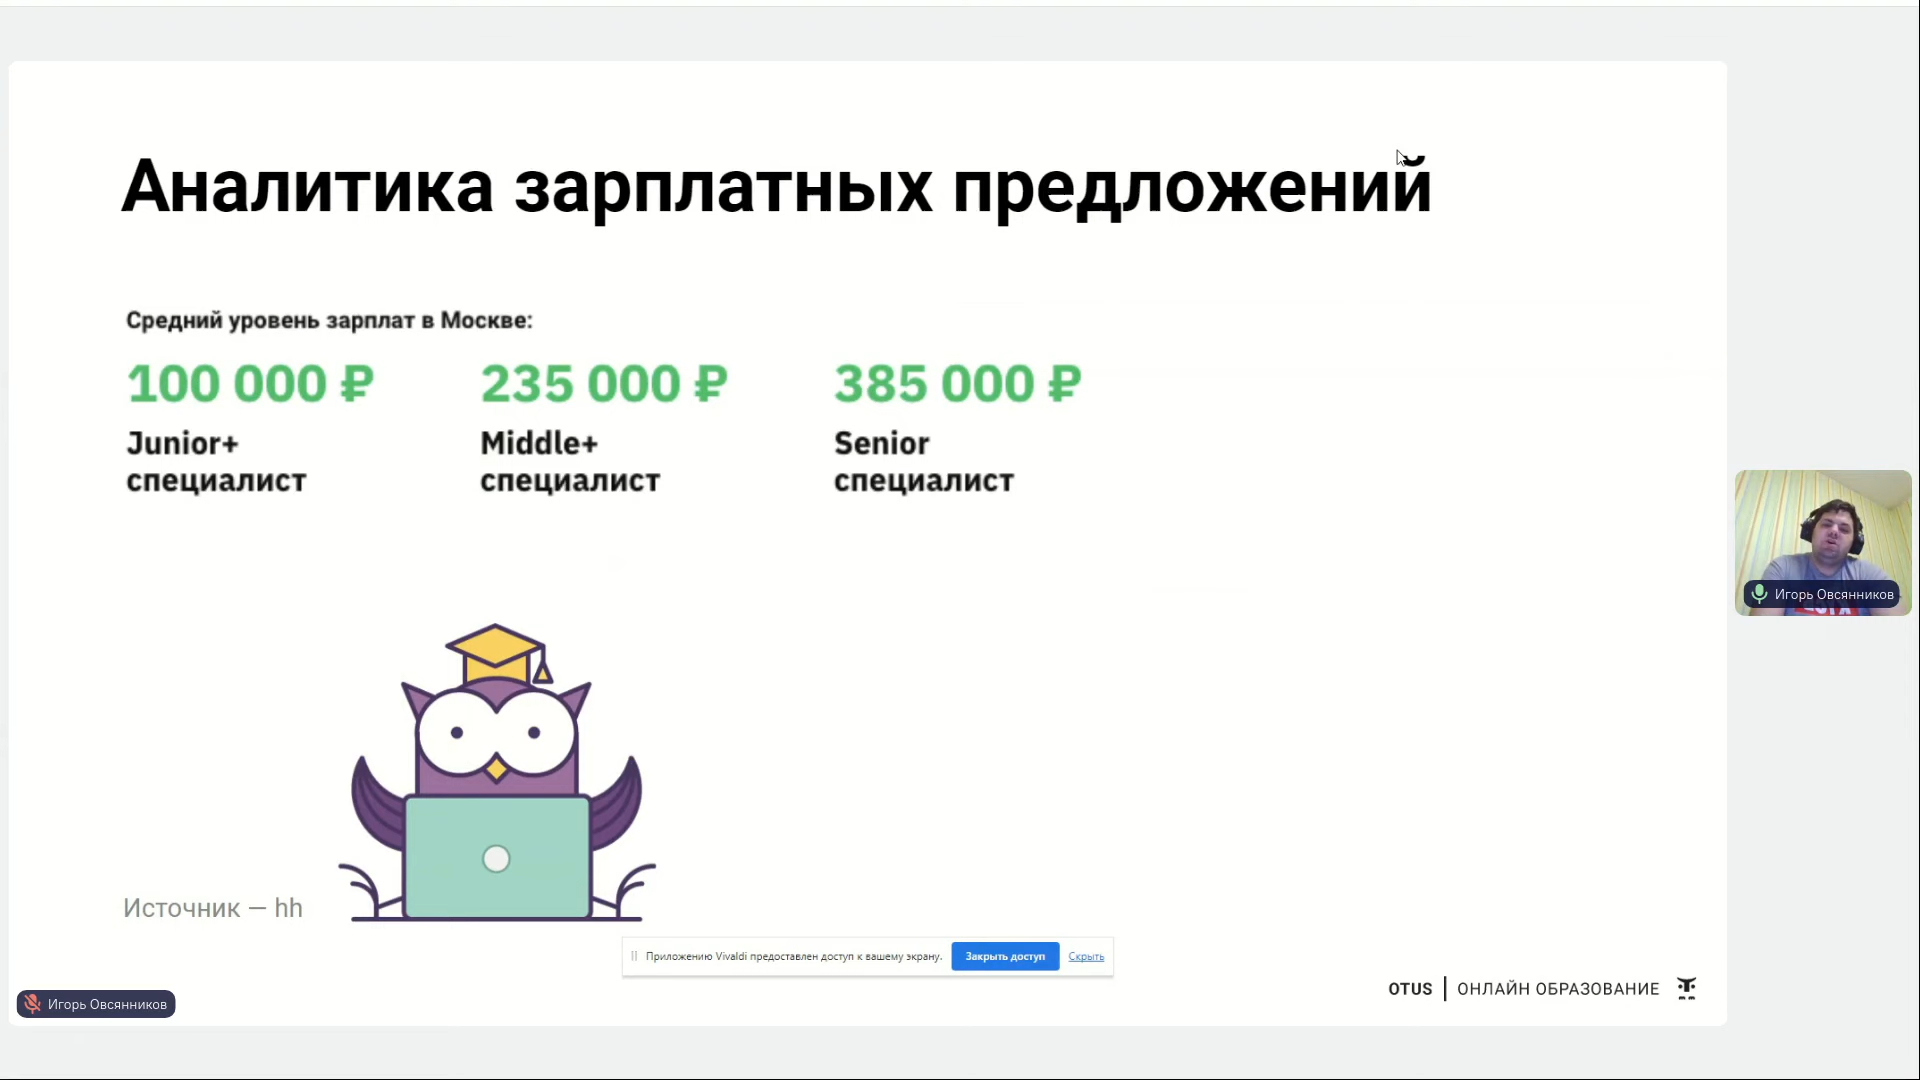 Аналитика зарплатных предложений
Средний уровень зарплат в Москве:
100 000 ₽
Junior+
специалист
235 000 ₽
Middle+
специалист
385 000 ₽
Senior
специалист
Игорь Овсянников
Источник — hh
Приложению Vivaldi предоставлен доступ к вашему экрану.
Закрыть доступ
Скрыть
OTUS | ОНЛАЙН ОБРАЗОВАНИЕ
Игорь Овсянников